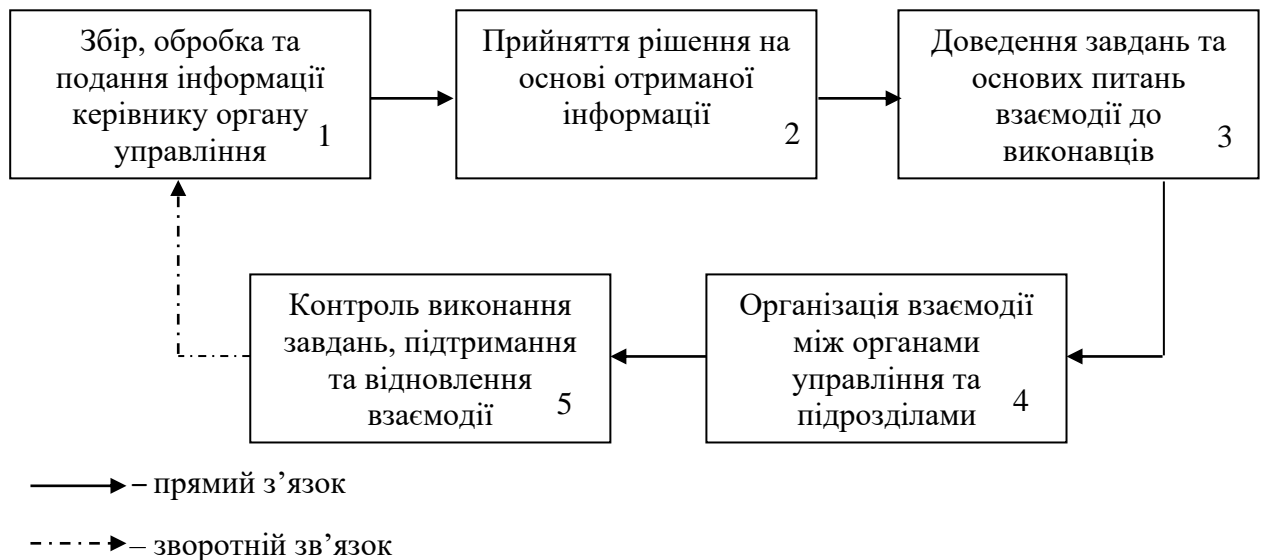 Збір, обробка та
подання інформації
керівнику органу
управління
1
Прийняття рішення на
основі отриманої
інформації
2
Доведення завдань та
основих питань
взаємодії до
виконавців
3
Контроль виконання
завдань, підтримання
та відновлення
взаємодії
5
Організація взаємодії
між органами
управління та
підрозділами
4
– прямий з’язок
– зворотній зв’язок